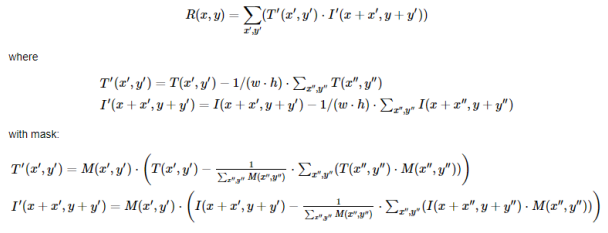 R(x, y) = ∑x′,y′ (T′(x′, y′) · I′(x + x′, y + y′))
where
T′(x′, y′) = T(x′, y′) − 1/(w · h) · ∑x″,y″ T(x″, y″)
I′(x + x′, y + y′) = I(x + x′, y + y′) − 1/(w · h) · ∑x″,y″ I(x + x″, y + y″)
with mask:
T′(x′, y′) = M(x′, y′) · (T(x′, y′) − 1/∑x″,y″ M(x″,y″) · ∑x″,y″ (T(x″, y″) · M(x″, y″)))
I′(x + x′, y + y′) = M(x′, y′) · (I(x + x′, y + y′) − 1/∑x″,y″ M(x″,y″) · ∑x″,y″ (I(x + x″, y + y″) · M(x″, y″)))